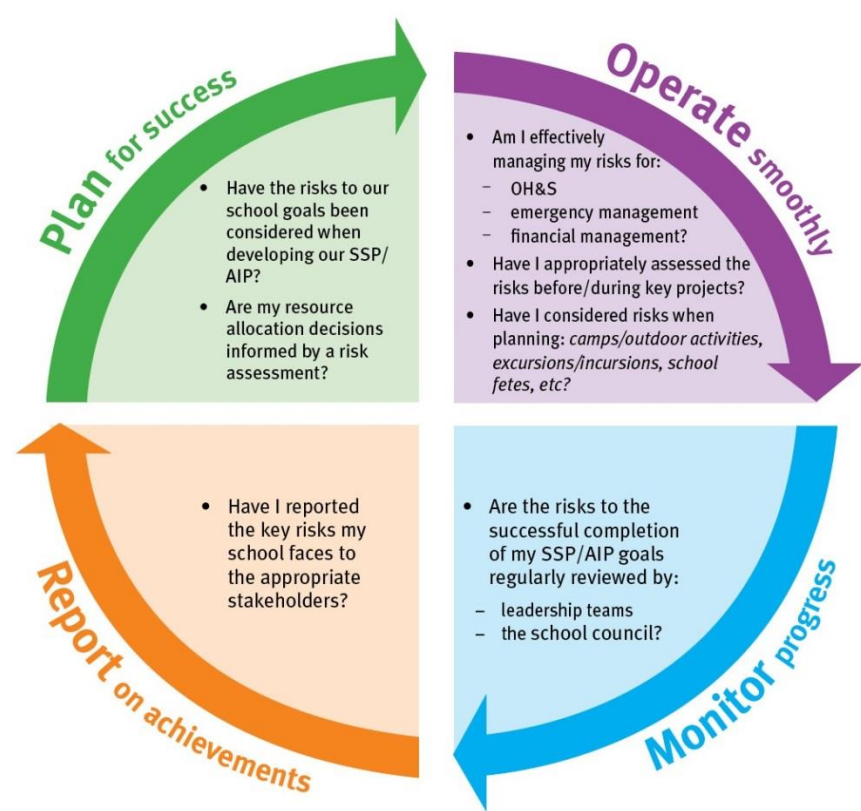 Plan for success
• Have the risks to our
school goals been
considered when
developing our SSP/
AIP?
• Are my resource
allocation decisions
informed by a risk
assessment?
Operate smoothly
• Am I effectively
managing my risks for:
– OH&S
– emergency management
– financial management?
• Have I appropriately assessed the
risks before/during key projects?
• Have I considered risks when
planning: camps/outdoor activities,
excursions/incursions, school
fetes, etc?
Monitor progress
• Are the risks to the
successful completion
of my SSP/AIP goals
regularly reviewed by:
– leadership teams
– the school council?
Report on achievements
• Have I reported
the key risks my
school faces to
the appropriate
stakeholders?